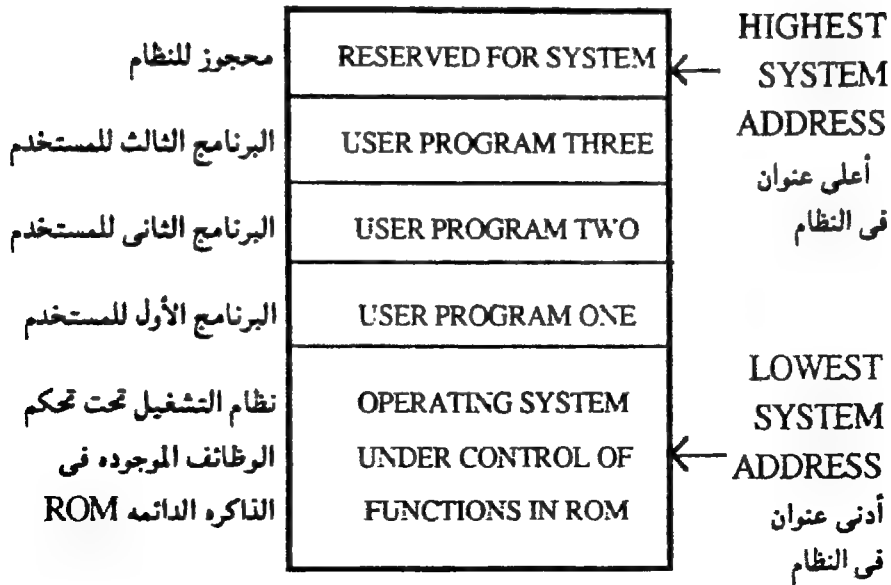 محجوز للنظام
RESERVED FOR SYSTEM
HIGHEST
SYSTEM
ADDRESS
أعلى عنوان
فى النظام
البرنامج الثالث للمستخدم
USER PROGRAM THREE
البرنامج الثانى للمستخدم
USER PROGRAM TWO
البرنامج الأول للمستخدم
USER PROGRAM ONE
نظام التشغيل تحت تحكم
الوظائف الموجوده فى
الذاكره الدائمه ROM
OPERATING SYSTEM
UNDER CONTROL OF
FUNCTIONS IN ROM
LOWEST
SYSTEM
ADDRESS
أدنى عنوان
فى النظام